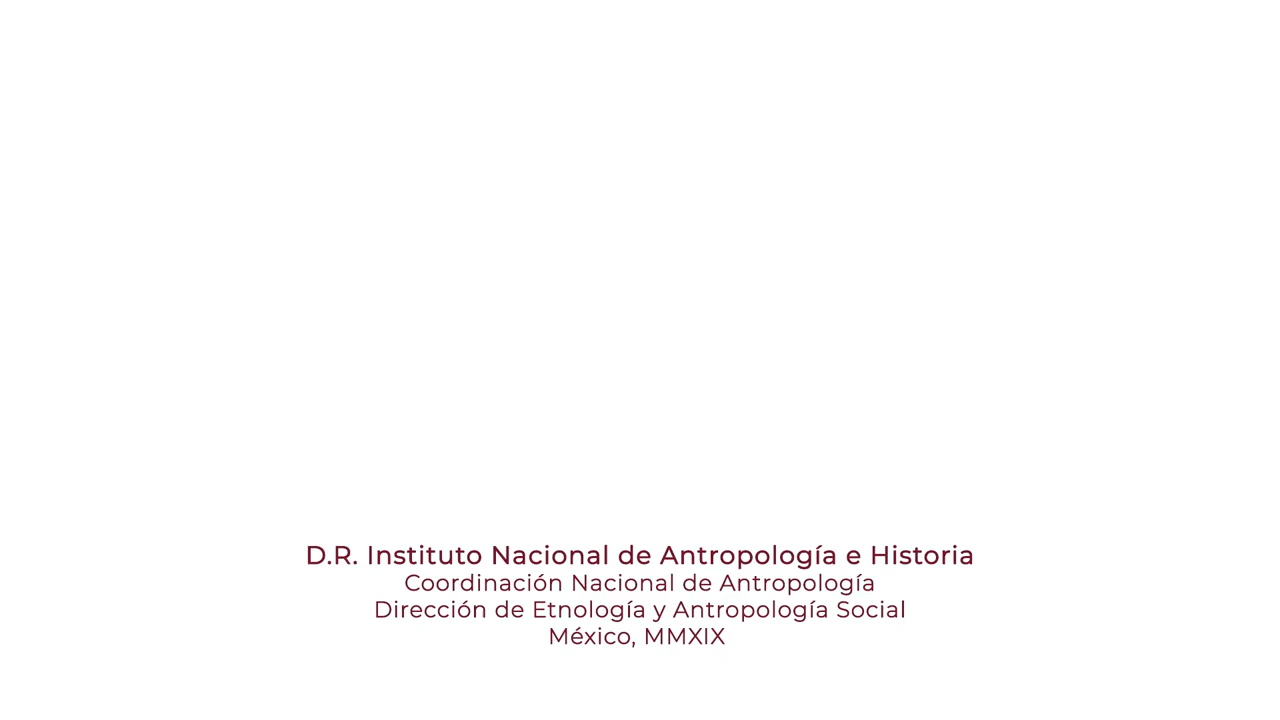 D.R. Instituto Nacional de Antropología e Historia
Coordinación Nacional de Antropología
Dirección de Etnología y Antropología Social
México, MMXIX